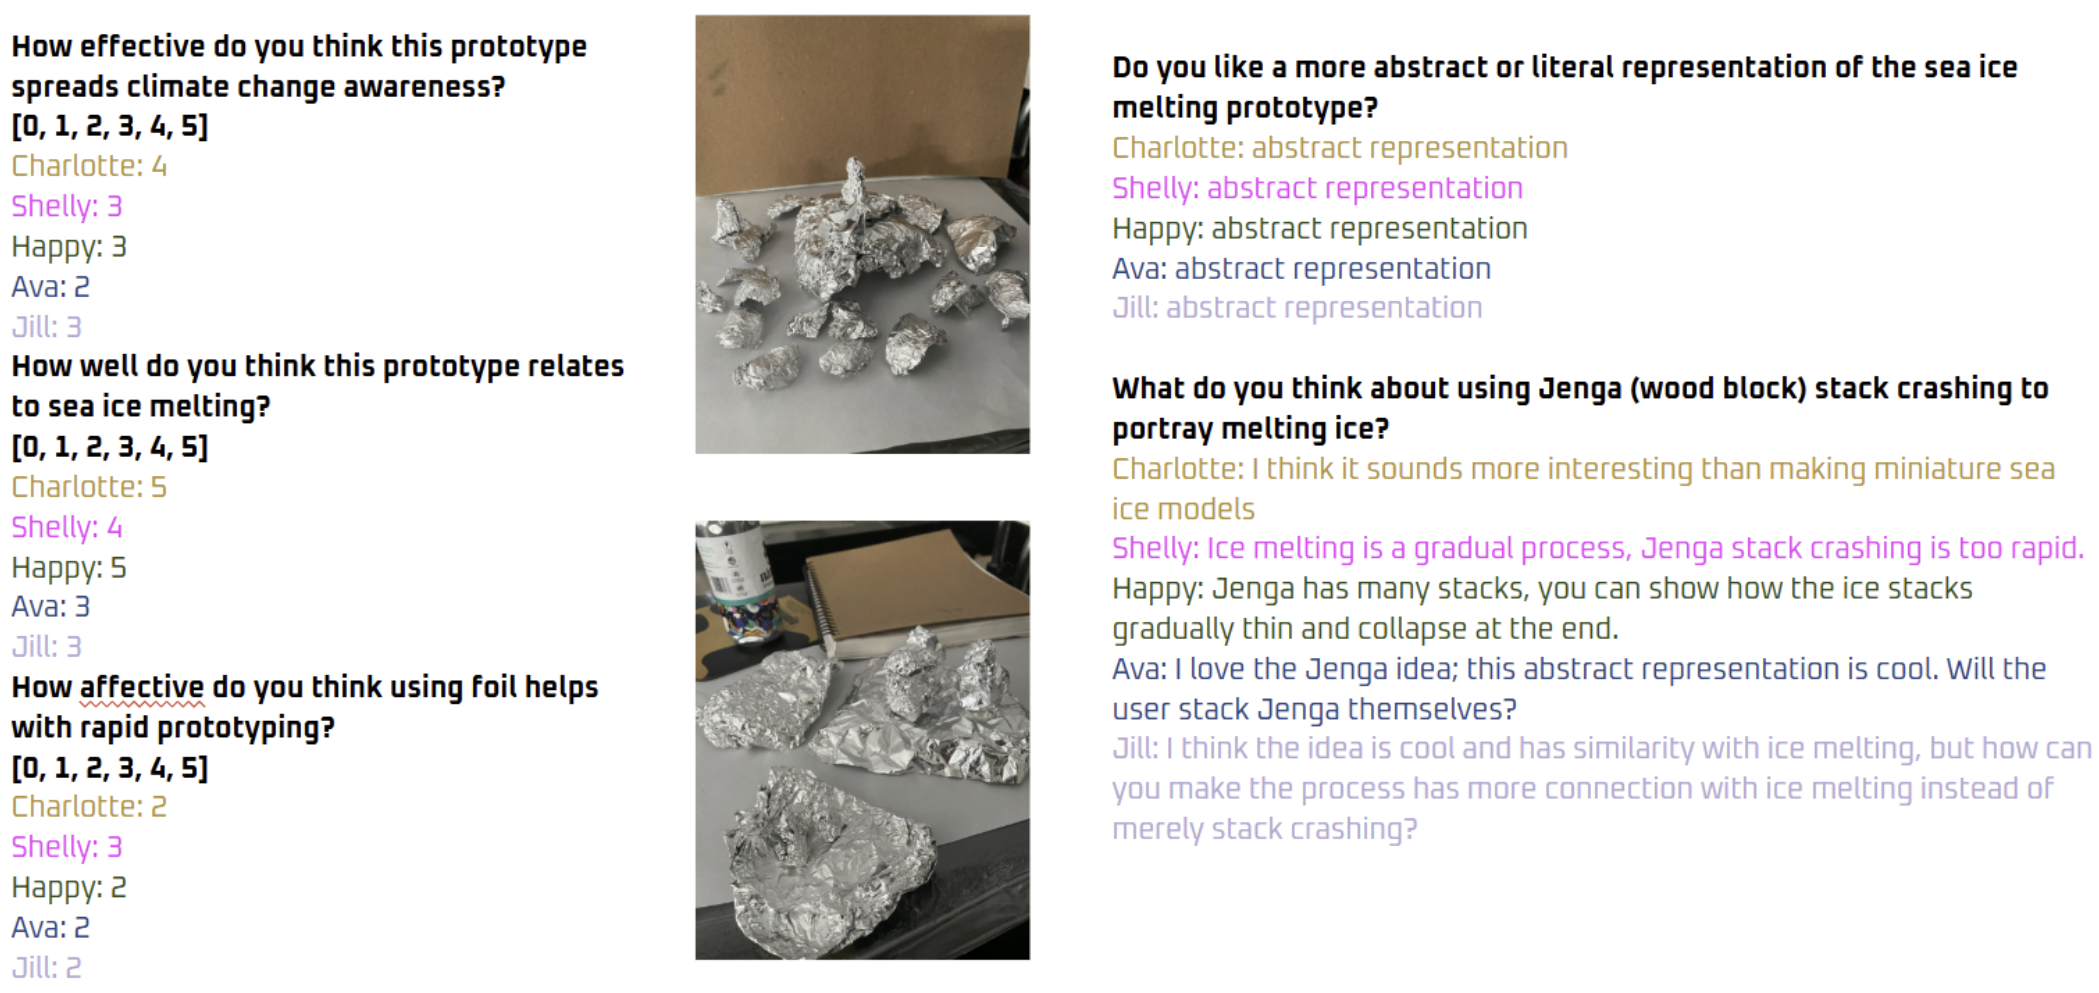 How effective do you think this prototype
spreads climate change awareness?
[0, 1, 2, 3, 4, 5]
Charlotte: 4
Shelly: 3
Happy: 3
Ava: 2
Jill: 3
How well do you think this prototype relates
to sea ice melting?
[0, 1, 2, 3, 4, 5]
Charlotte: 5
Shelly: 4
Happy: 5
Ava: 3
Jill: 3
How affective do you think using foil helps
with rapid prototyping?
[0, 1, 2, 3, 4, 5]
Charlotte: 2
Shelly: 3
Happy: 2
Ava: 2
Jill: 2
Do you like a more abstract or literal representation of the sea ice
melting prototype?
Charlotte: abstract representation
Shelly: abstract representation
Happy: abstract representation
Ava: abstract representation
Jill: abstract representation
What do you think about using Jenga (wood block) stack crashing to
portray melting ice?
Charlotte: I think it sounds more interesting than making miniature sea
ice models
Shelly: Ice melting is a gradual process, Jenga stack crashing is too rapid.
Happy: Jenga has many stacks, you can show how the ice stacks
gradually thin and collapse at the end.
Ava: I love the Jenga idea; this abstract representation is cool. Will the
user stack Jenga themselves?
Jill: I think the idea is cool and has similarity with ice melting, but how can
you make the process has more connection with ice melting instead of
merely stack crashing?